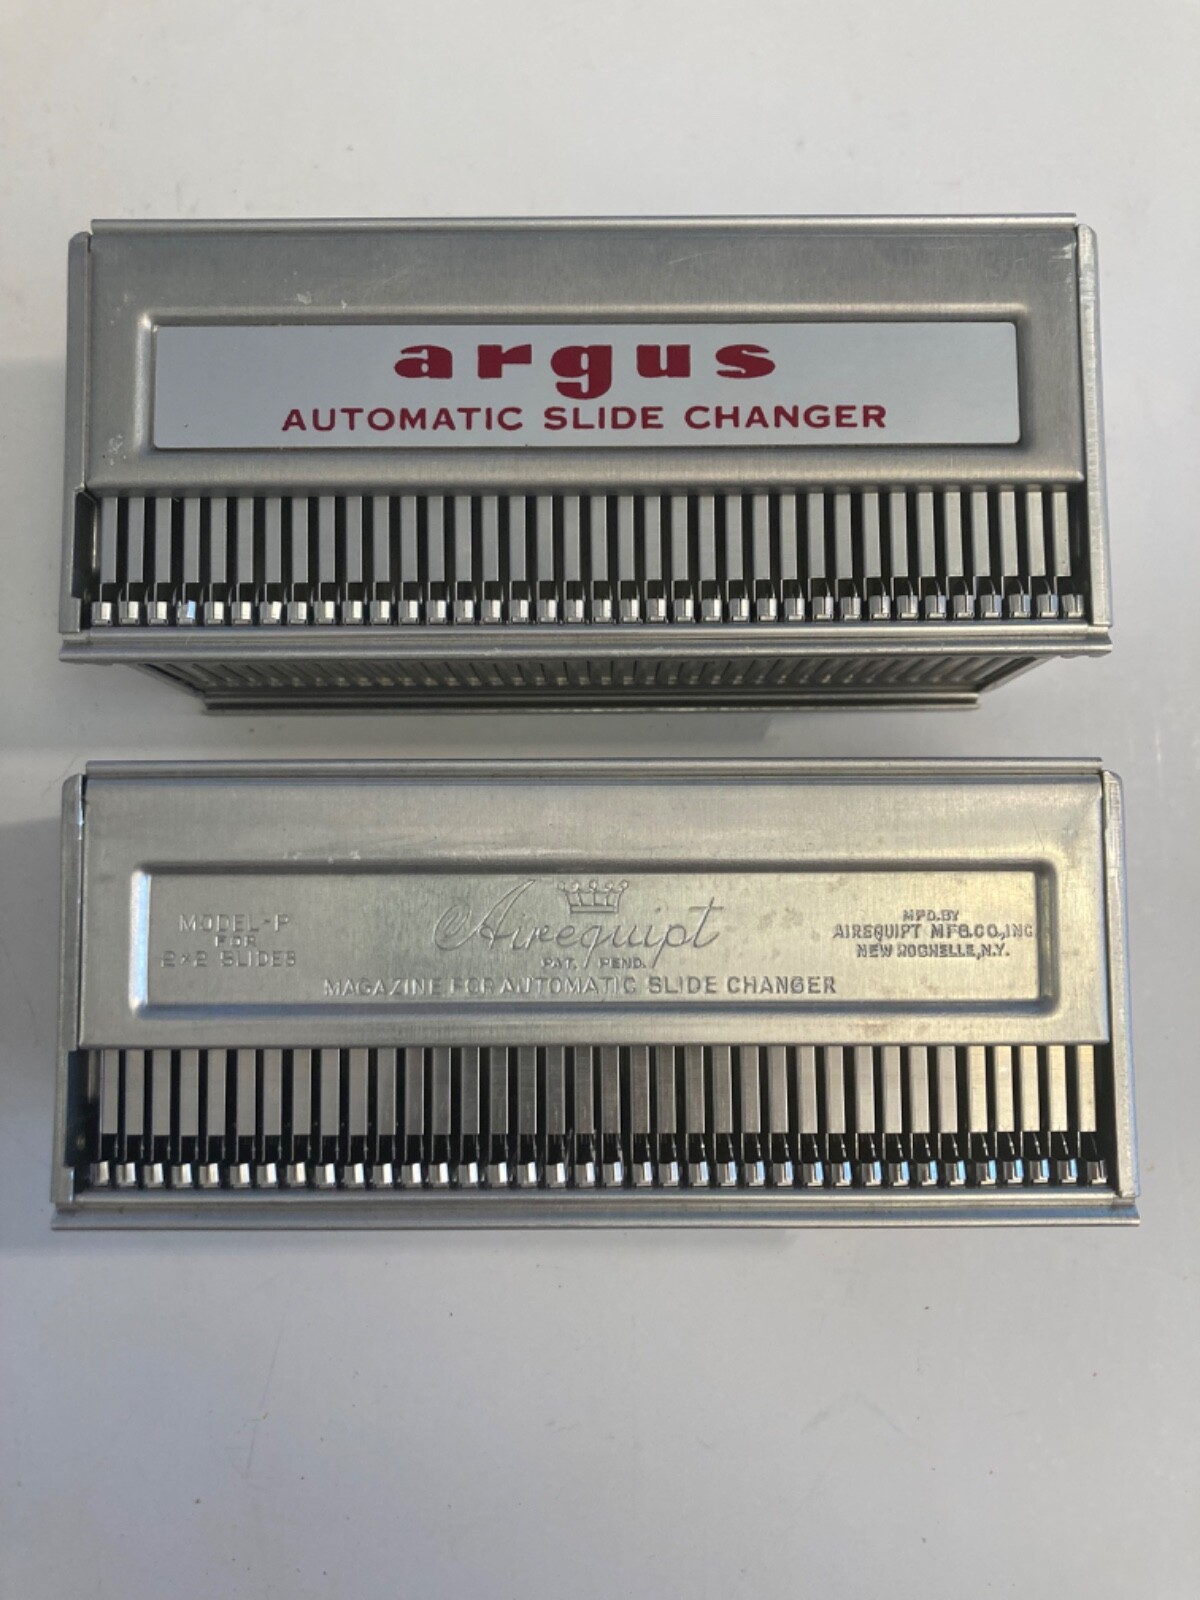 argus
AUTOMATIC SLIDE CHANGER
MODEL-P
FOR
2×2 SLIDES
Airequipt
PAT. PEND.
MAGAZINE FOR AUTOMATIC SLIDE CHANGER
MFD.BY
AIREQUIPT MFG.CO.,INC.
NEW ROCHELLE,N.Y.